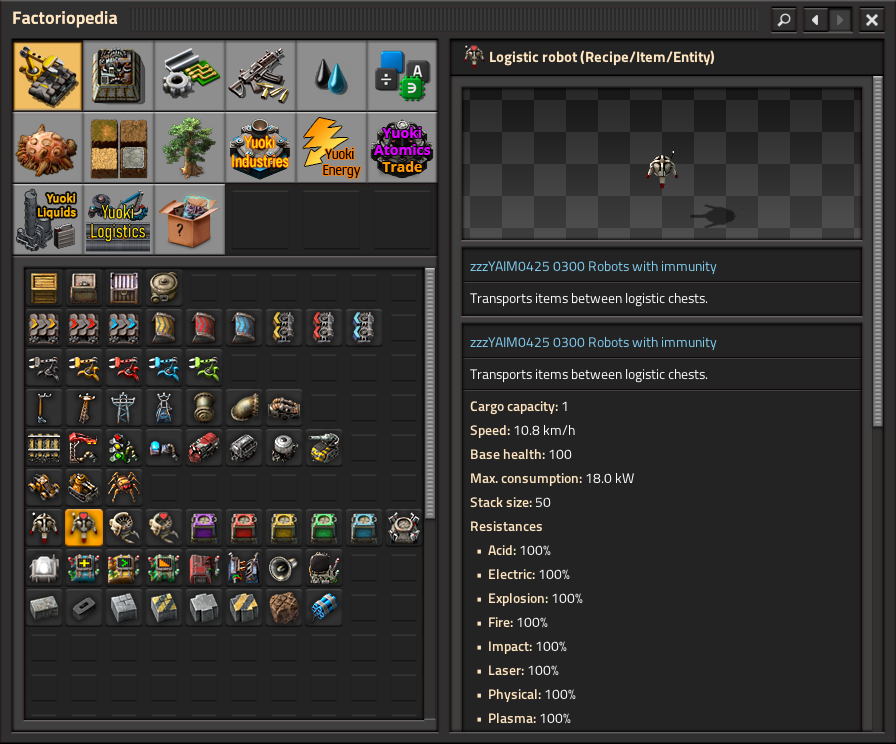 Factoriopedia
Logistic robot (Recipe/Item/Entity)
A
Yuoki
Industries
Yuoki
Energy
Yuoki
Atomics
Trade
Yuoki
Liquids
Yuoki
Logistics
?
zzzYAIM0425 0300 Robots with immunity
Transports items between logistic chests.
zzzYAIM0425 0300 Robots with immunity
Transports items between logistic chests.
Cargo capacity: 1
Speed: 10.8 km/h
Base health: 100
Max. consumption: 18.0 kW
Stack size: 50
Resistances
▪ Acid: 100%
▪ Electric: 100%
▪ Explosion: 100%
▪ Fire: 100%
▪ Impact: 100%
▪ Laser: 100%
▪ Physical: 100%
▪ Plasma: 100%